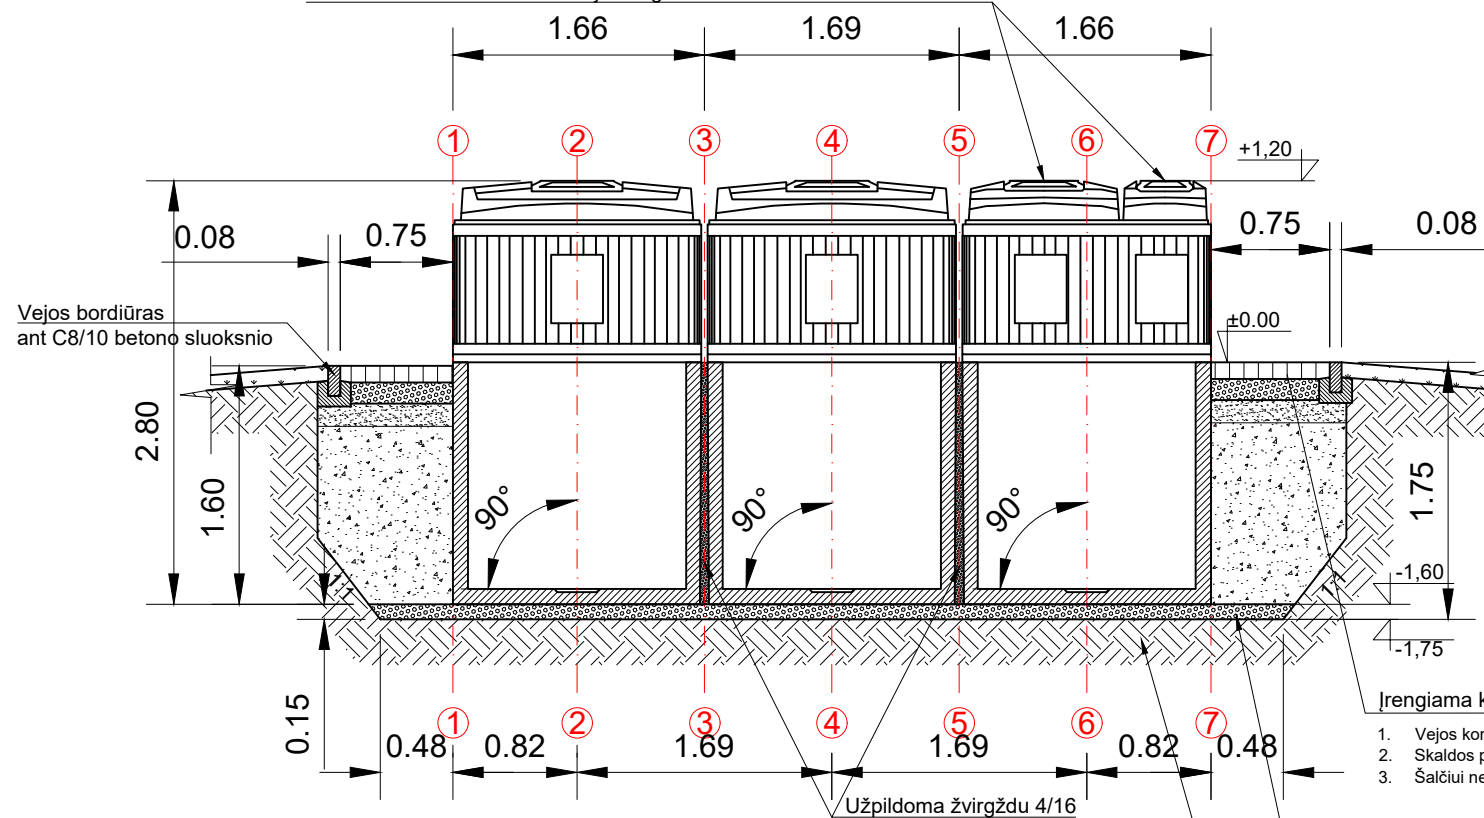 1.66 1.69 1.66
1 2 3 4 5 6 7
+1,20
0.08 0.75 0.75 0.08
Vejos bordiūras
ant C8/10 betono sluoksnio
±0.00
2.80
1.60
1.75
90° 90° 90°
1:1 1:1
-1,60
-1,75
0.15
Įrengiama
1 2 3 4 5 6 7
0.48 0.82 1.69 1.69 0.82 0.48
1. Vejos
2. Skaldos
3. Šalčiui
Užpildoma žvirgždu 4/16